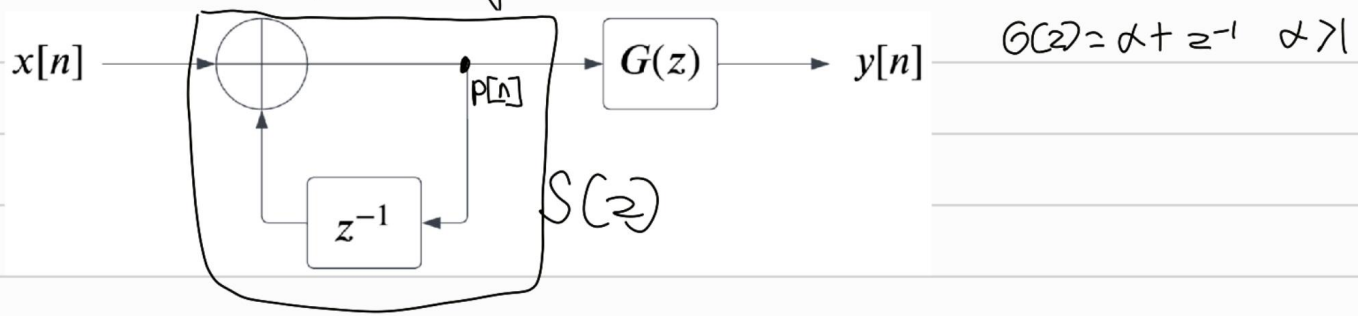 x[n] G(z) y[n] G(z)= α+ z⁻¹ α>1
p[n]
z⁻¹ S(z)